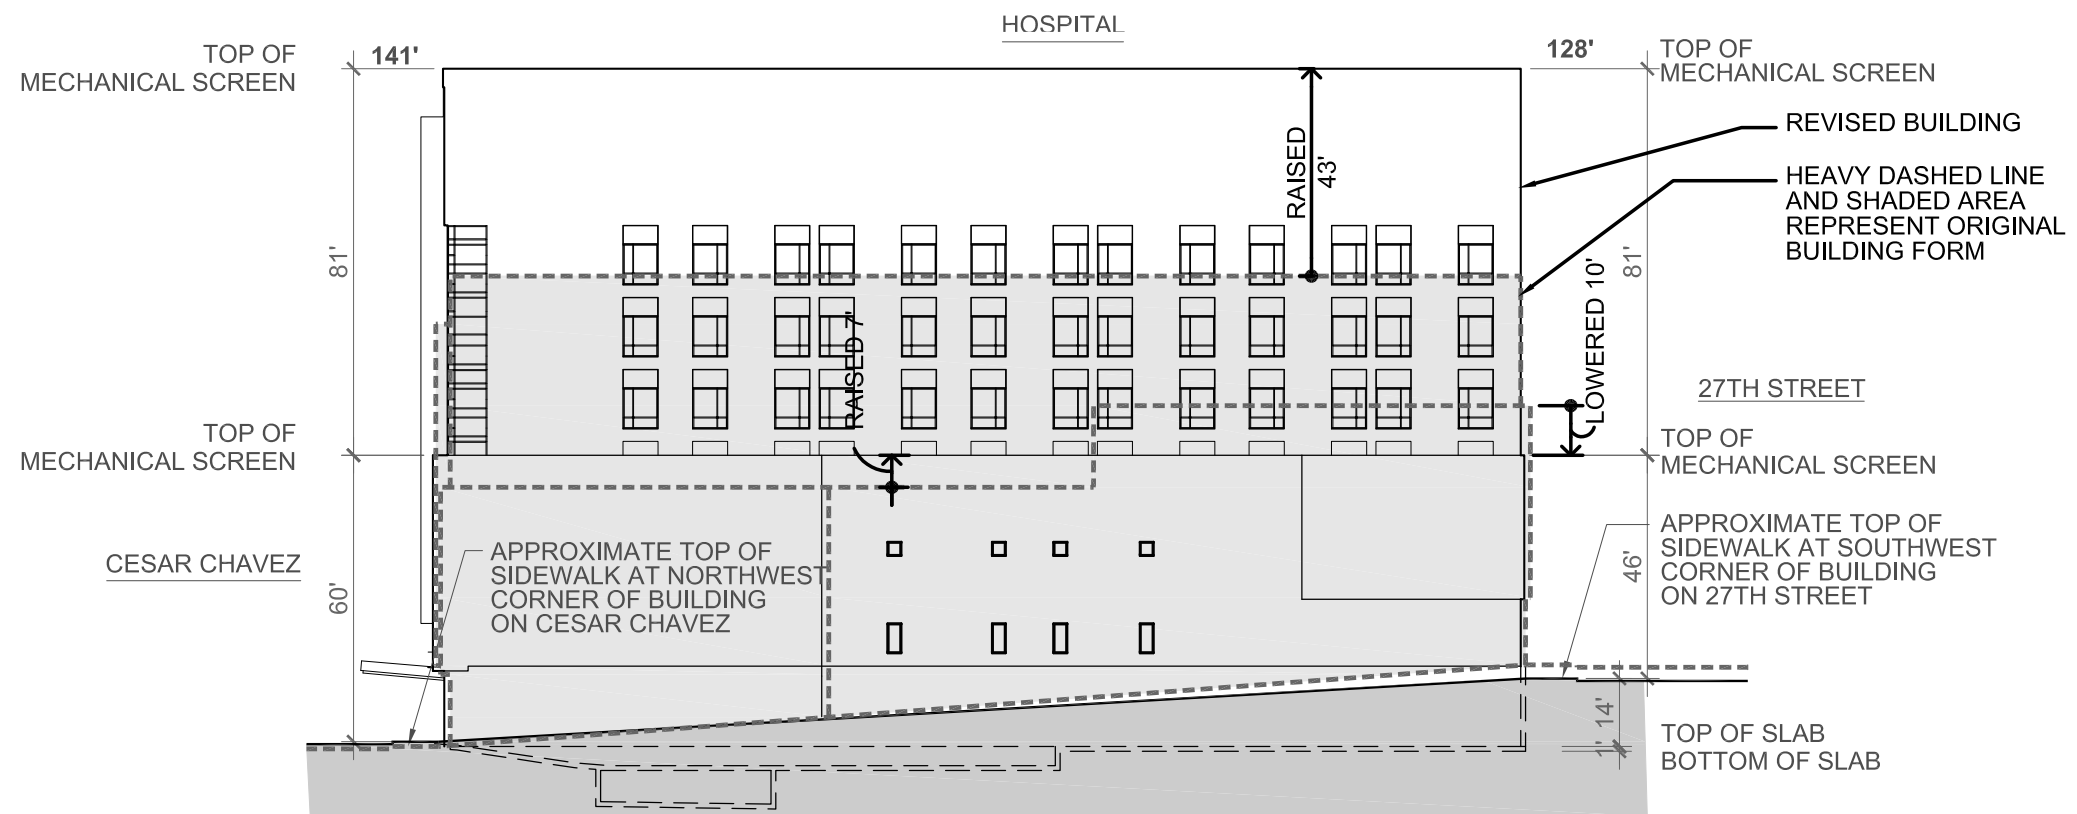 HOSPITAL
TOP OF
MECHANICAL SCREEN
141'
128'
TOP OF
MECHANICAL SCREEN
REVISED BUILDING
HEAVY DASHED LINE
AND SHADED AREA
REPRESENT ORIGINAL
BUILDING FORM
RAISED
43'
81'
81'
LOWERED 10'
RAISED 7'
27TH STREET
TOP OF
MECHANICAL SCREEN
TOP OF
MECHANICAL SCREEN
CESAR CHAVEZ
60'
APPROXIMATE TOP OF
SIDEWALK AT NORTHWEST
CORNER OF BUILDING
ON CESAR CHAVEZ
46'
APPROXIMATE TOP OF
SIDEWALK AT SOUTHWEST
CORNER OF BUILDING
ON 27TH STREET
14'
1'
TOP OF SLAB
BOTTOM OF SLAB